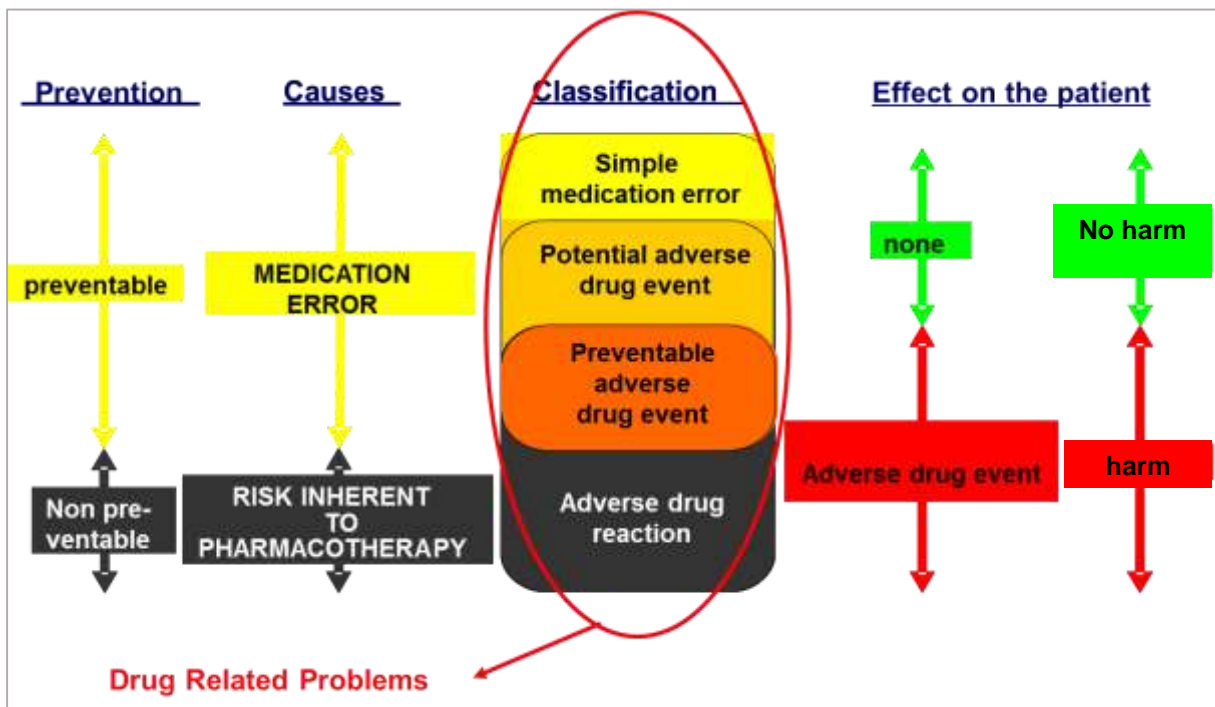 Prevention
Causes
Classification
Effect on the patient
Simple
medication error
Potential adverse
drug event
Preventable
adverse
drug event
Adverse drug
reaction
preventable
MEDICATION
ERROR
none
No harm
Non pre-
ventable
RISK INHERENT
TO
PHARMACOTHERAPY
Adverse drug event
harm
Drug Related Problems